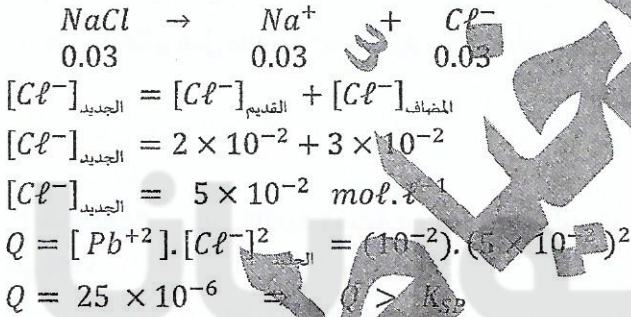 NaCl → Na⁺ + Cℓ⁻
0.03 0.03 0.03
[Cℓ⁻]الجديد = [Cℓ⁻]القديم + [Cℓ⁻]المضاف
[Cℓ⁻]الجديد = 2 × 10⁻² + 3 × 10⁻²
[Cℓ⁻]الجديد = 5 × 10⁻² moℓ.ℓ⁻¹
Q = [Pb⁺²].[Cℓ⁻]²الجديد = (10⁻²).(5 × 10⁻²)²
Q = 25 × 10⁻⁶ ⇒ Q > K_SP